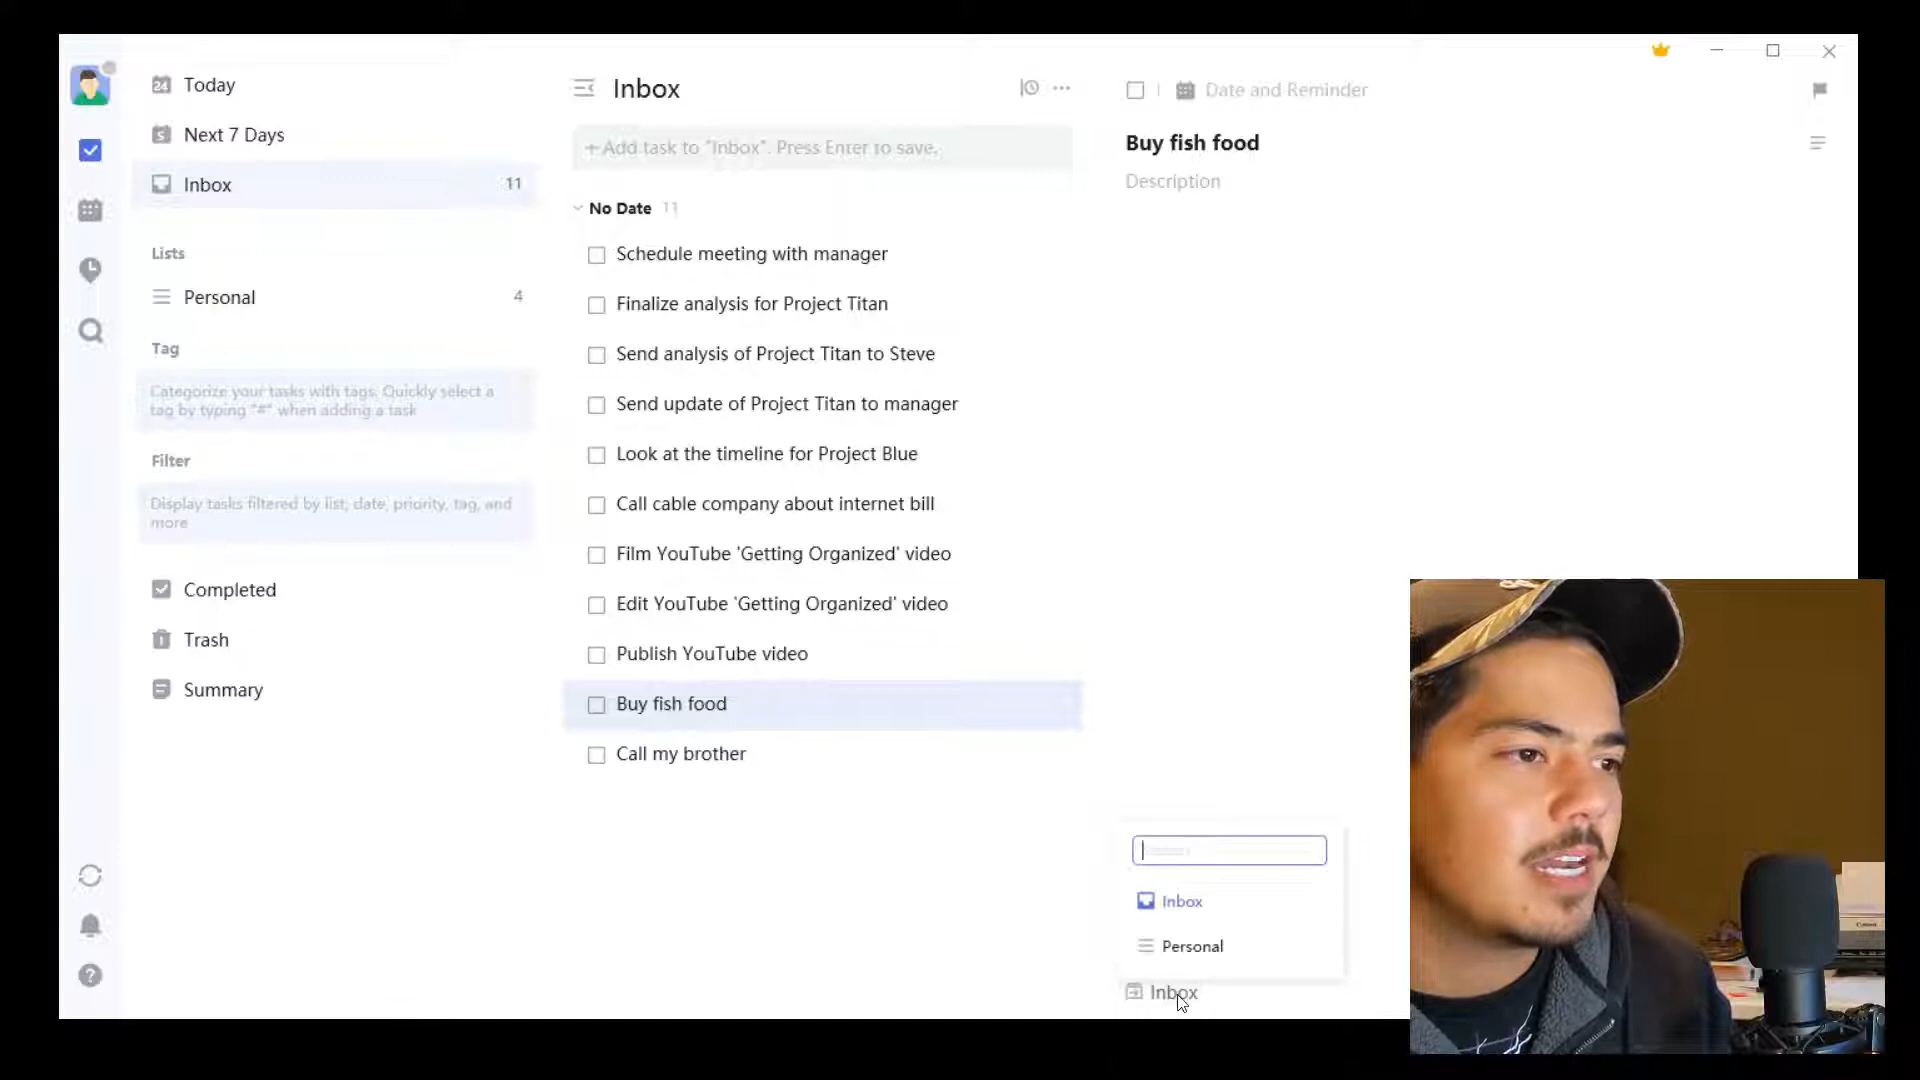 Today
Next 7 Days
Inbox 11
Lists
Personal 4
Tag
Categorize your tasks with tags. Quickly select a
tag by typing "#" when adding a task
Filter
Display tasks filtered by list, date, priority, tag, and
more
Completed
Trash
Summary
Inbox
+ Add task to "Inbox". Press Enter to save.
No Date 11
Schedule meeting with manager
Finalize analysis for Project Titan
Send analysis of Project Titan to Steve
Send update of Project Titan to manager
Look at the timeline for Project Blue
Call cable company about internet bill
Film YouTube 'Getting Organized' video
Edit YouTube 'Getting Organized' video
Publish YouTube video
Buy fish food
Call my brother
Date and Reminder
Buy fish food
Description
Inbox
Personal
Inbox